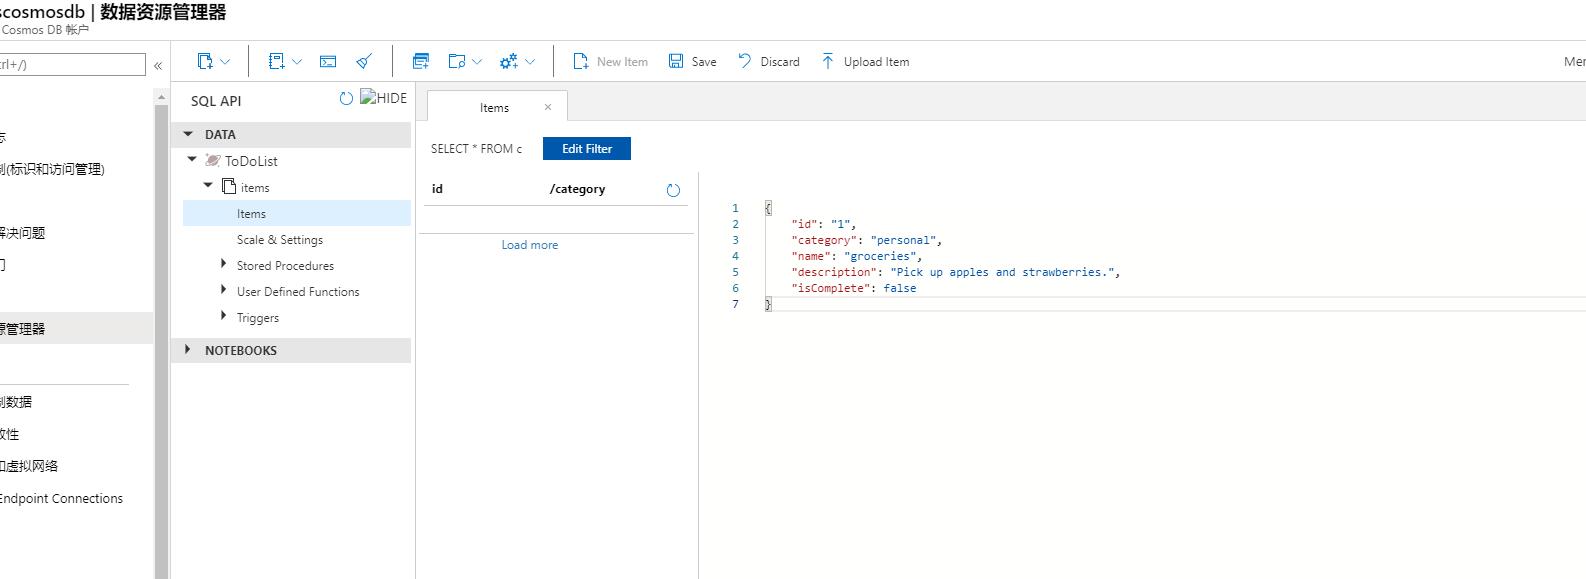 scosmosdb | 数据资源管理器
Cosmos DB 帐户
trl+/)
«
New Item
Save
Discard
Upload Item
Mer
SQL API
HIDE
Items ×
志
DATA
SELECT * FROM c
Edit Filter
ToDoList
制(标识和访问管理)
items
id
/category
Items
1 {
2 "id": "1",
解决问题
Scale & Settings
Load more
3 "category": "personal",
4 "name": "groceries",
门
Stored Procedures
5 "description": "Pick up apples and strawberries.",
User Defined Functions
6 "isComplete": false
7 }
Triggers
源管理器
NOTEBOOKS
制数据
致性
和虚拟网络
Endpoint Connections